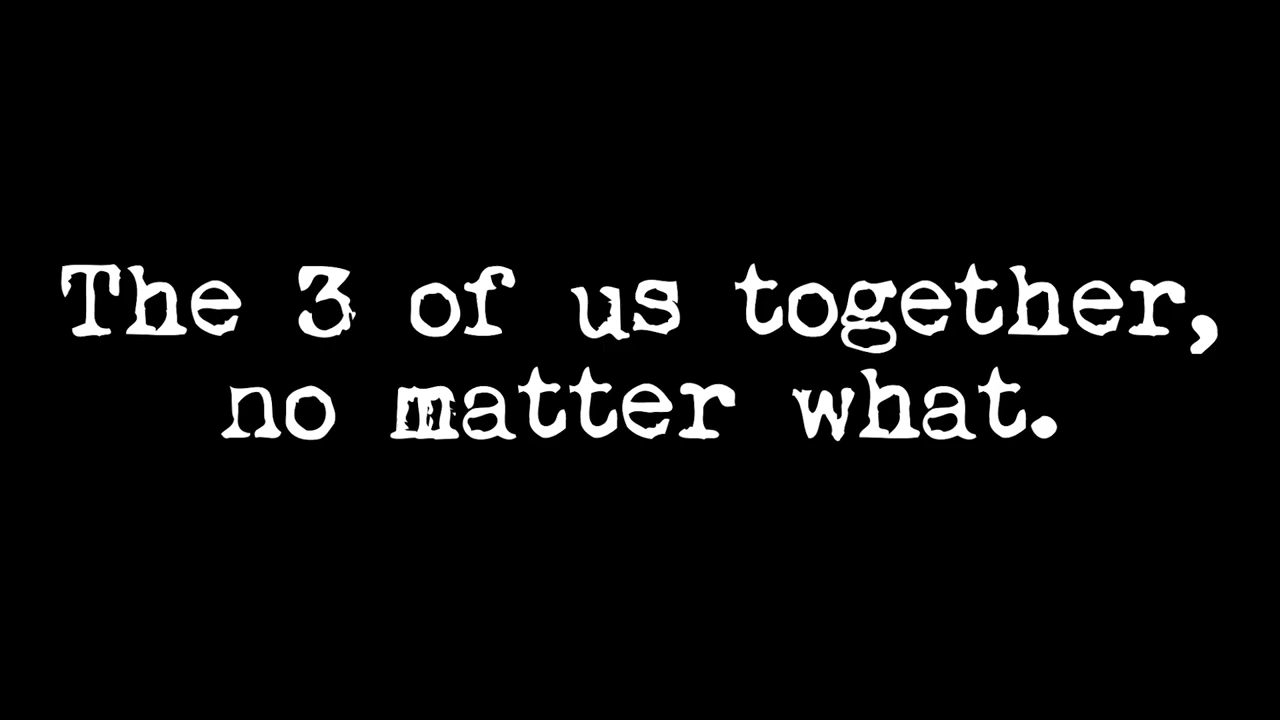 The 3 of us together,
no matter what.